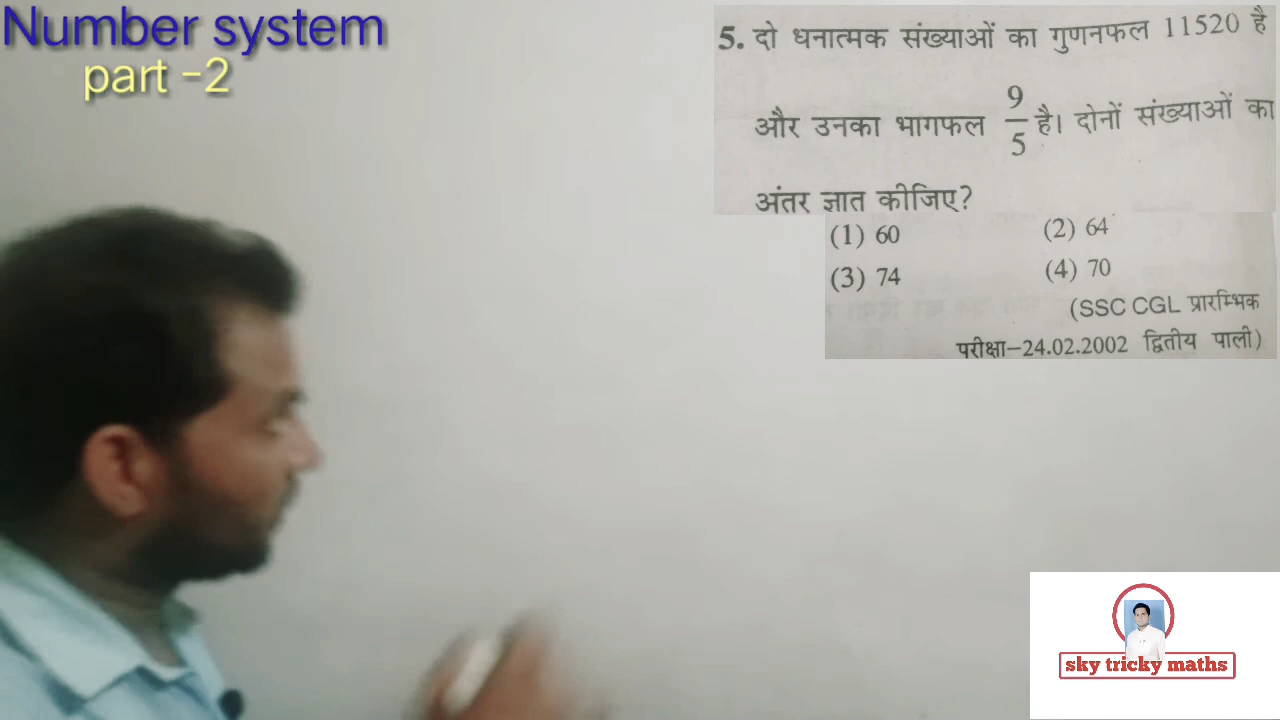 Number system
part -2
5. दो धनात्मक संख्याओं का गुणनफल 11520 है
और उनका भागफल 9/5 है। दोनों संख्याओं का
अंतर ज्ञात कीजिए?
(1) 60 (2) 64
(3) 74 (4) 70
(SSC CGL प्रारम्भिक
परीक्षा–24.02.2002 द्वितीय पाली)
sky tricky maths